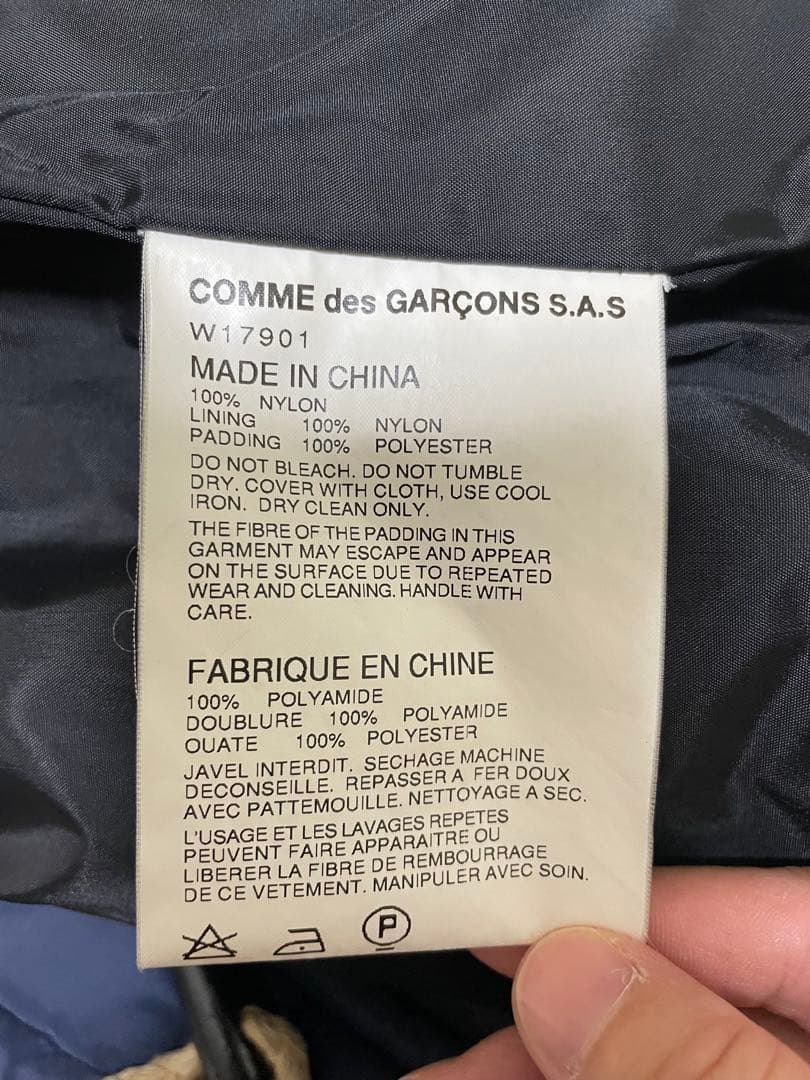 COMME des GARÇONS S.A.S
W17901
MADE IN CHINA
100% NYLON
LINING 100% NYLON
PADDING 100% POLYESTER
DO NOT BLEACH. DO NOT TUMBLE
DRY. COVER WITH CLOTH, USE COOL
IRON. DRY CLEAN ONLY.
THE FIBRE OF THE PADDING IN THIS
GARMENT MAY ESCAPE AND APPEAR
ON THE SURFACE DUE TO REPEATED
WEAR AND CLEANING. HANDLE WITH
CARE.
FABRIQUE EN CHINE
100% POLYAMIDE
DOUBLURE 100% POLYAMIDE
OUATE 100% POLYESTER
JAVEL INTERDIT. SECHAGE MACHINE
DECONSEILLE. REPASSER A FER DOUX
AVEC PATTEMOUILLE. NETTOYAGE A SEC.
L'USAGE ET LES LAVAGES REPETES
PEUVENT FAIRE APPARAITRE OU
LIBERER LA FIBRE DE REMBOURRAGE
DE CE VETEMENT. MANIPULER AVEC SOIN.
P